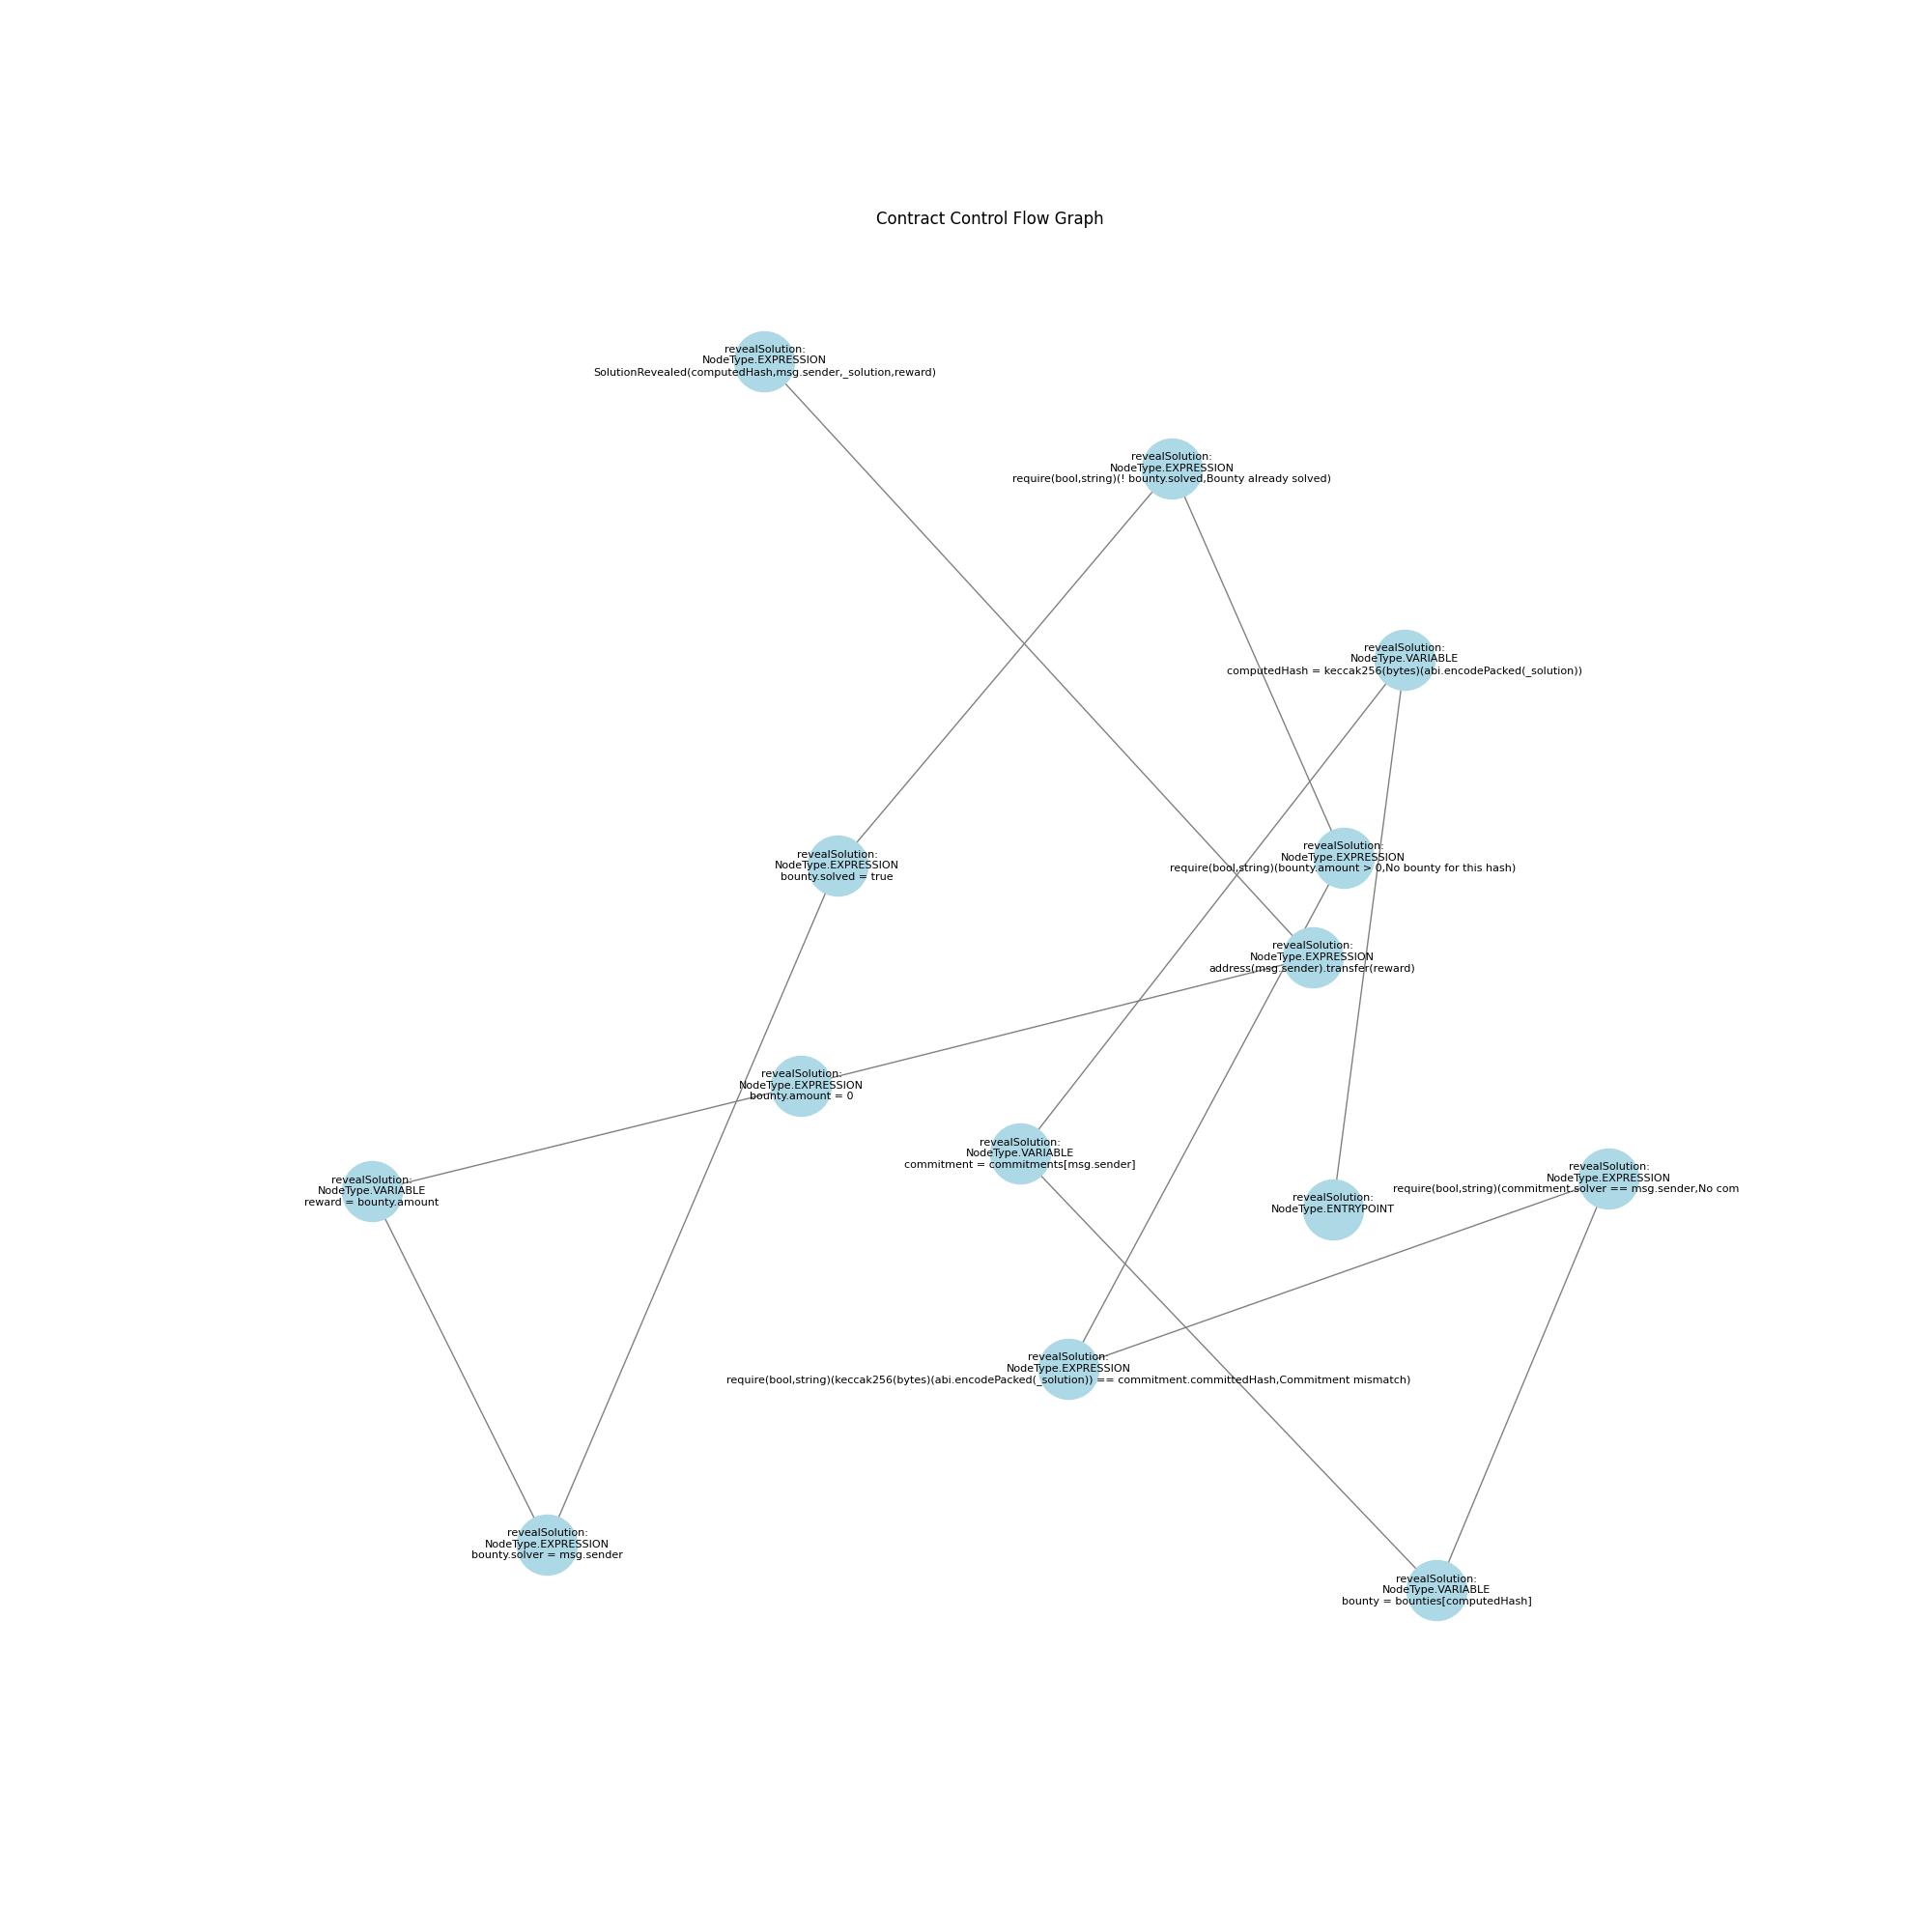 Contract Control Flow Graph
revealSolution:
NodeType.EXPRESSION
SolutionRevealed(computedHash,msg.sender,_solution,reward)
revealSolution:
NodeType.EXPRESSION
require(bool,string)(! bounty.solved,Bounty already solved)
revealSolution:
NodeType.VARIABLE
computedHash = keccak256(bytes)(abi.encodePacked(_solution))
revealSolution:
NodeType.EXPRESSION
bounty.solved = true
revealSolution:
NodeType.EXPRESSION
require(bool,string)(bounty.amount > 0,No bounty for this hash)
revealSolution:
NodeType.EXPRESSION
address(msg.sender).transfer(reward)
revealSolution:
NodeType.EXPRESSION
bounty.amount = 0
revealSolution:
NodeType.VARIABLE
commitment = commitments[msg.sender]
revealSolution:
NodeType.EXPRESSION
require(bool,string)(commitment.solver == msg.sender,No com
revealSolution:
NodeType.VARIABLE
reward = bounty.amount
revealSolution:
NodeType.ENTRYPOINT
revealSolution:
NodeType.EXPRESSION
require(bool,string)(keccak256(bytes)(abi.encodePacked(_solution)) == commitment.committedHash,Commitment mismatch)
revealSolution:
NodeType.EXPRESSION
bounty.solver = msg.sender
revealSolution:
NodeType.VARIABLE
bounty = bounties[computedHash]